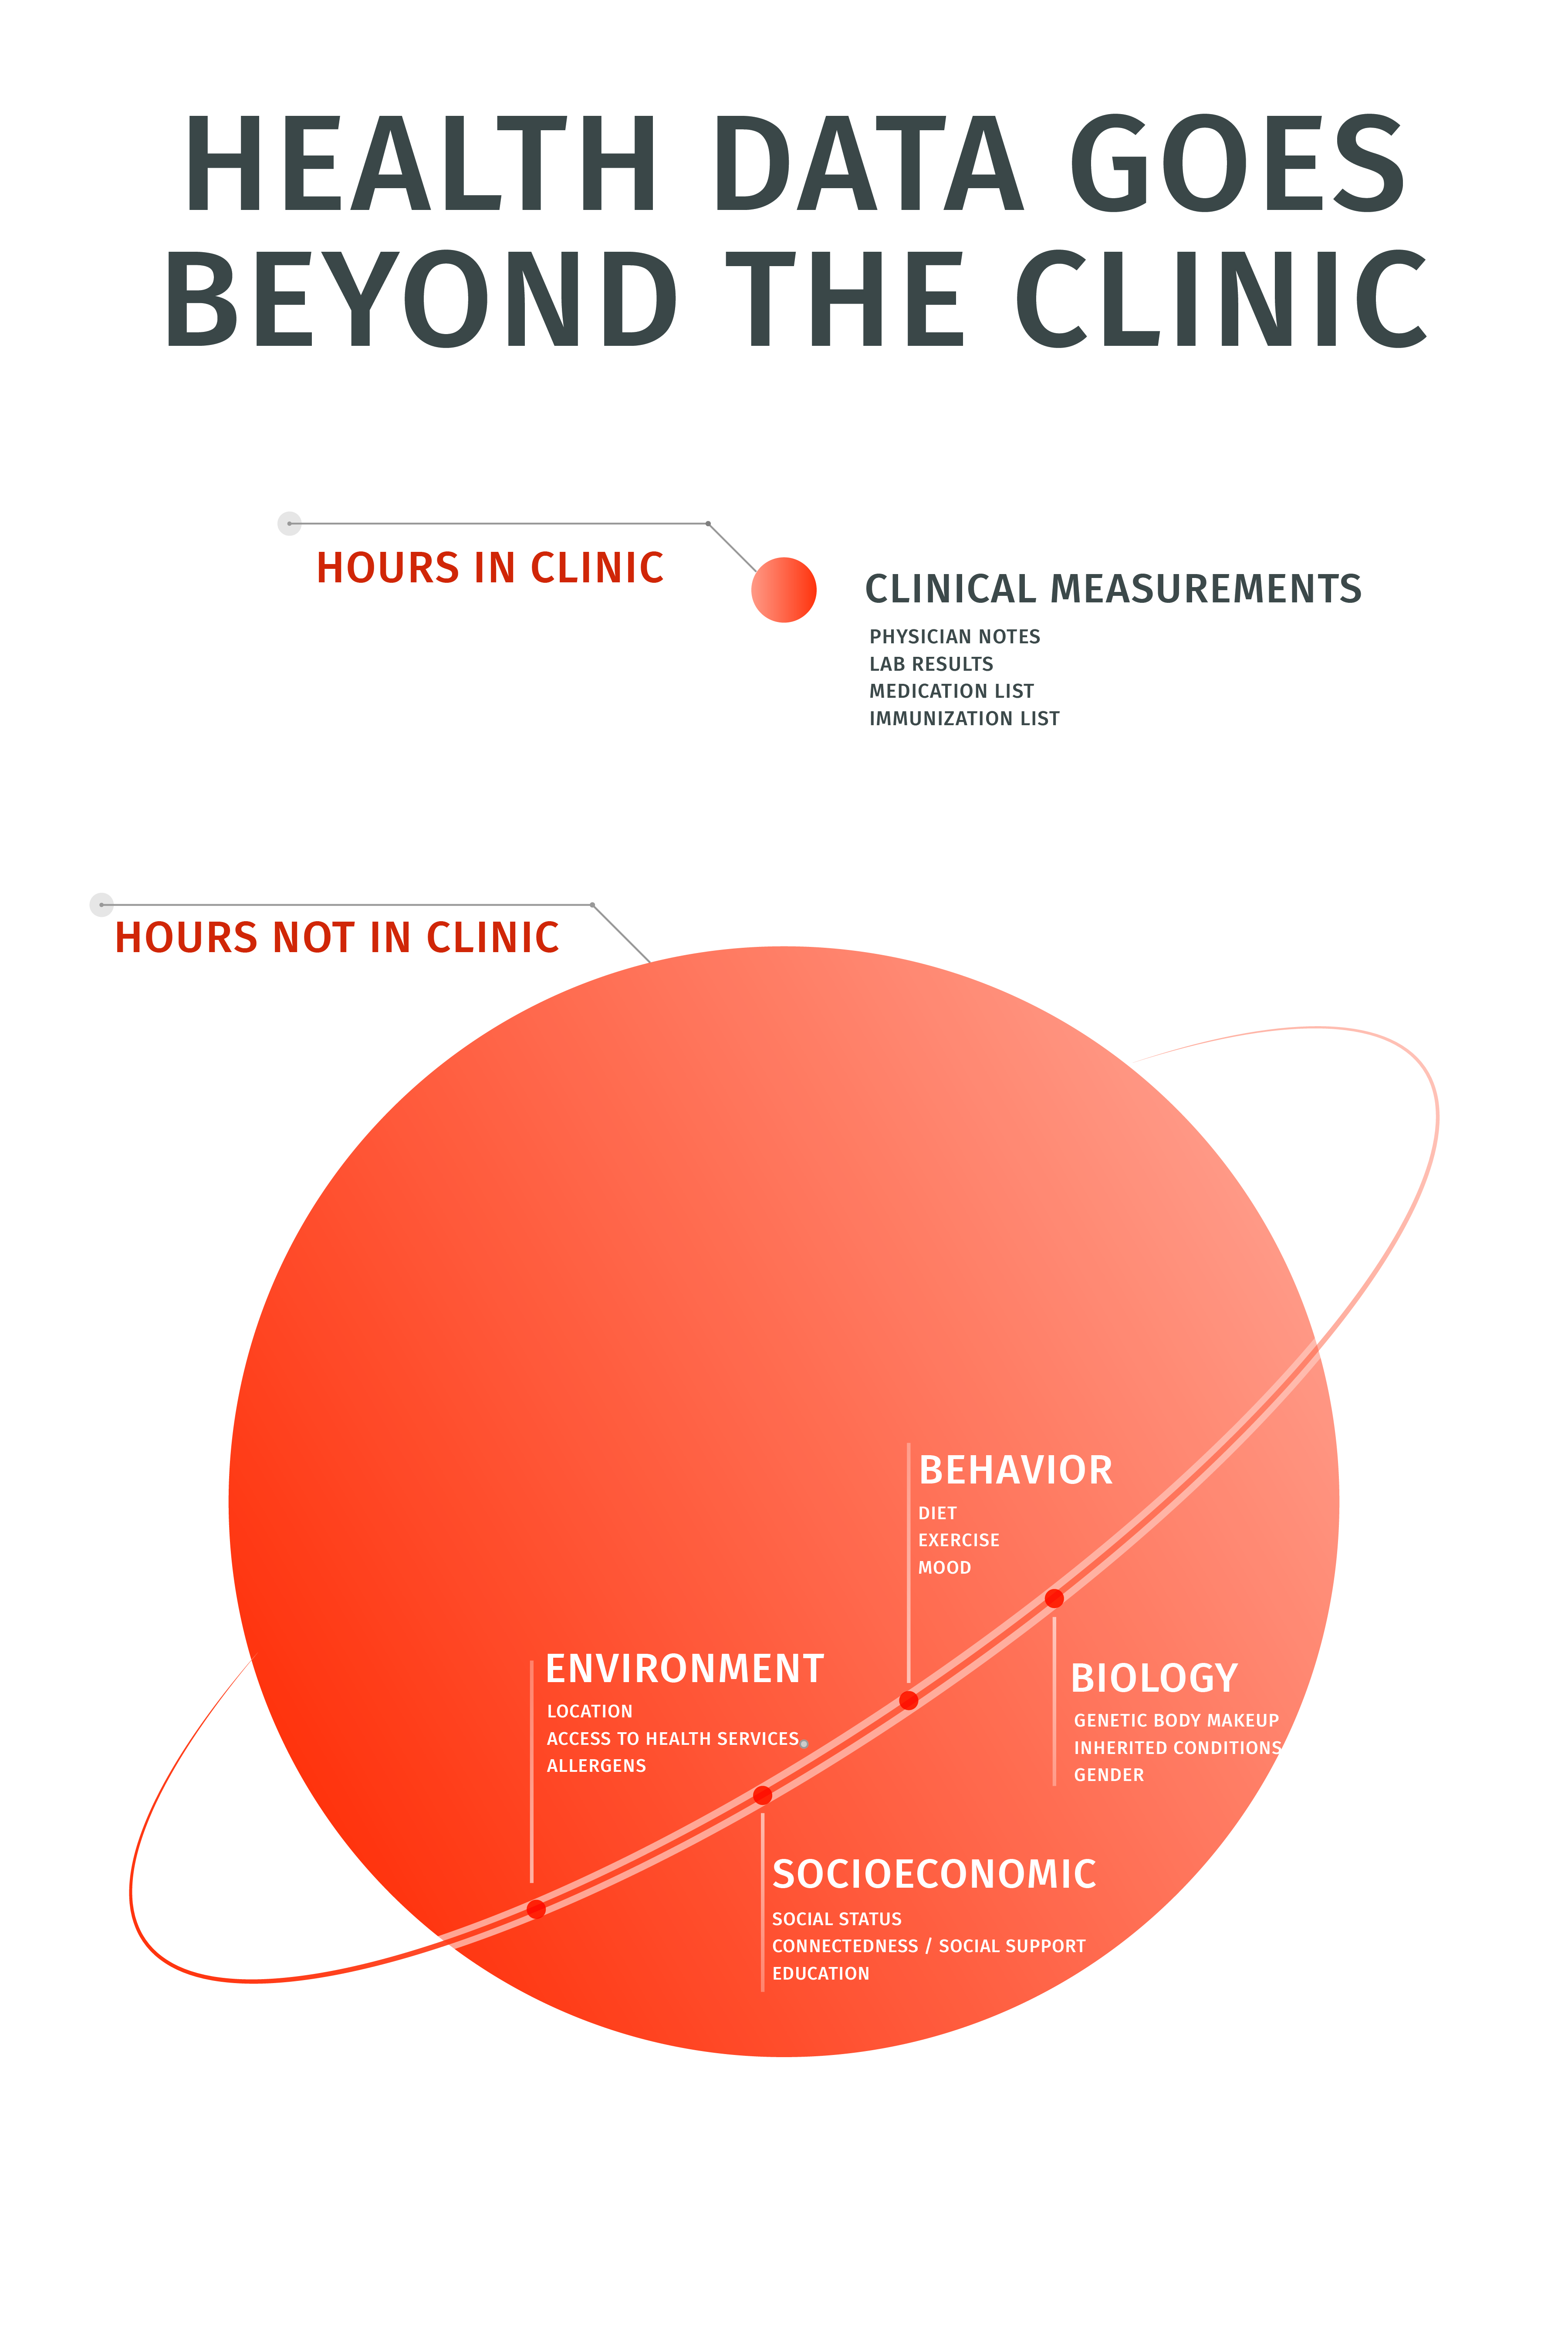 HEALTH DATA GOES
BEYOND THE CLINIC
HOURS IN CLINIC
CLINICAL MEASUREMENTS
PHYSICIAN NOTES
LAB RESULTS
MEDICATION LIST
IMMUNIZATION LIST
HOURS NOT IN CLINIC
BEHAVIOR
DIET
EXERCISE
MOOD
ENVIRONMENT
LOCATION
ACCESS TO HEALTH SERVICES
ALLERGENS
BIOLOGY
GENETIC BODY MAKEUP
INHERITED CONDITIONS
GENDER
SOCIOECONOMIC
SOCIAL STATUS
CONNECTEDNESS / SOCIAL SUPPORT
EDUCATION